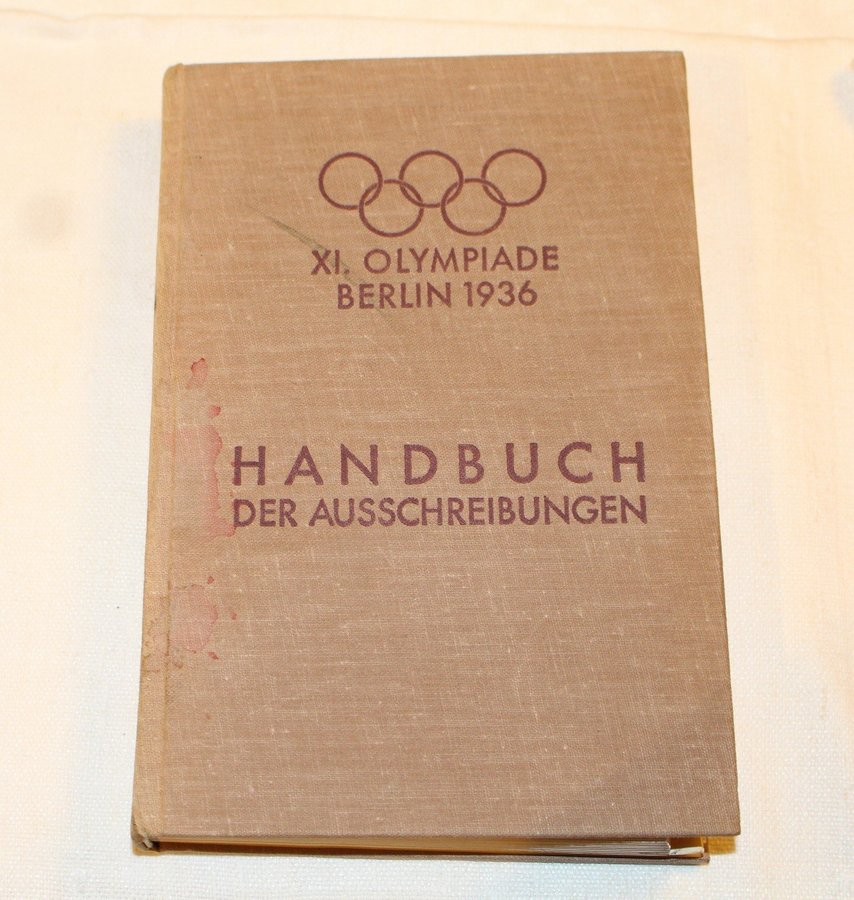 XI. OLYMPIADE
BERLIN 1936
HANDBUCH
DER AUSSCHREIBUNGEN